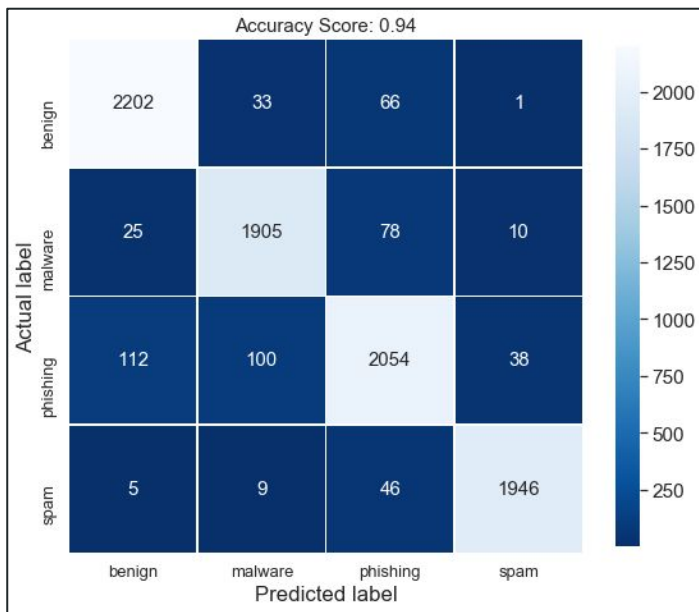 Accuracy Score: 0.94
Actual label
benign
2202 33 66 1
malware
25 1905 78 10
phishing
112 100 2054 38
spam
5 9 46 1946
benign malware phishing spam
Predicted label
2000
1750
1500
1250
1000
750
500
250